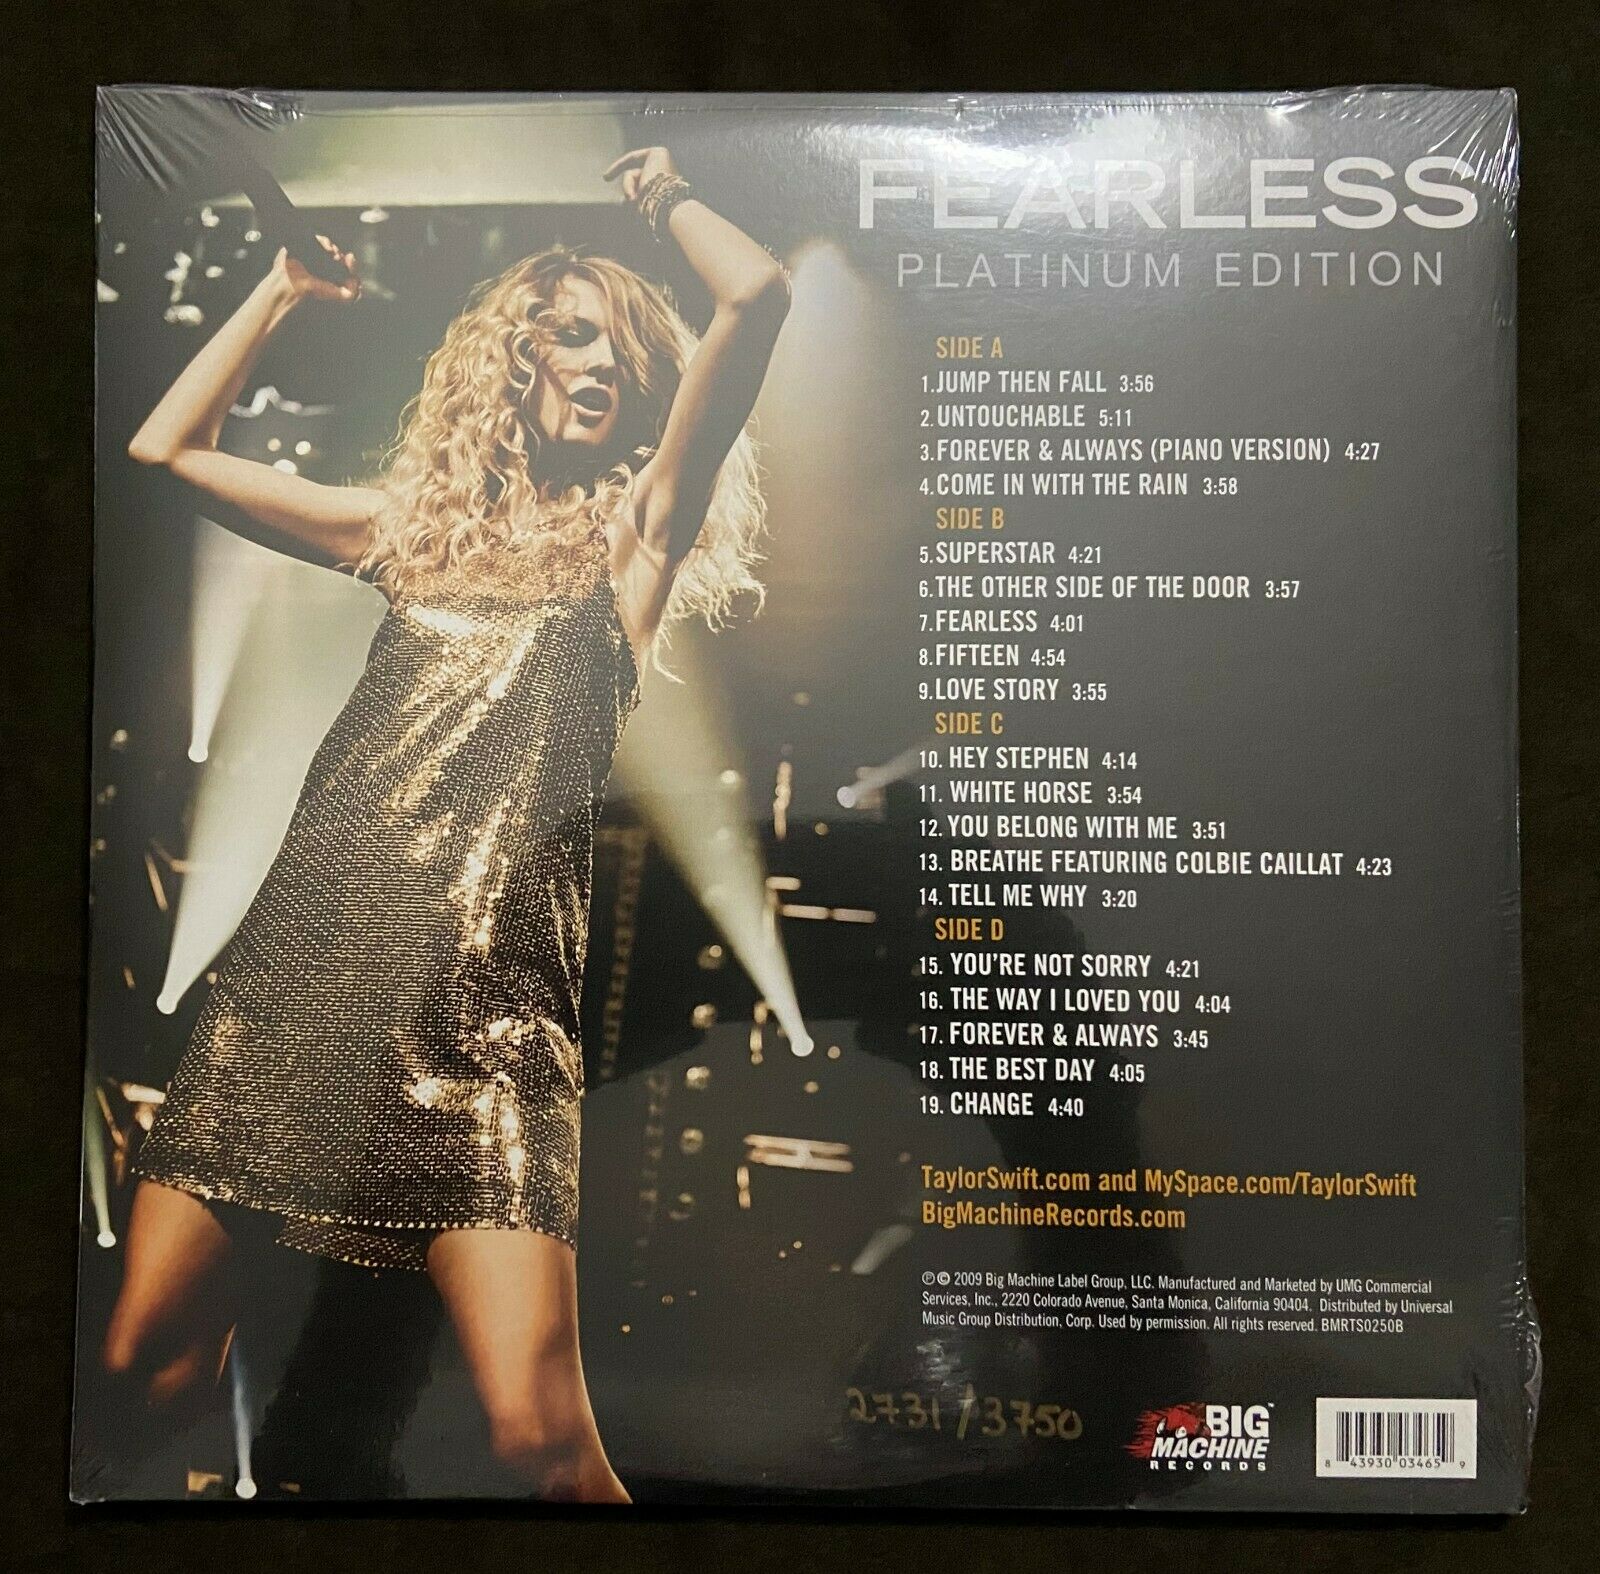 FEARLESS
PLATINUM EDITION
SIDE A
1.JUMP THEN FALL 3:56
2.UNTOUCHABLE 5:11
3.FOREVER & ALWAYS (PIANO VERSION) 4:27
4.COME IN WITH THE RAIN 3:58
SIDE B
5.SUPERSTAR 4:21
6.THE OTHER SIDE OF THE DOOR 3:57
7.FEARLESS 4:01
8.FIFTEEN 4:54
9.LOVE STORY 3:55
SIDE C
10. HEY STEPHEN 4:14
11. WHITE HORSE 3:54
12. YOU BELONG WITH ME 3:51
13. BREATHE FEATURING COLBIE CAILLAT 4:23
14. TELL ME WHY 3:20
SIDE D
15. YOU'RE NOT SORRY 4:21
16. THE WAY I LOVED YOU 4:04
17. FOREVER & ALWAYS 3:45
18. THE BEST DAY 4:05
19. CHANGE 4:40
TaylorSwift.com and MySpace.com/TaylorSwift
BigMachineRecords.com
℗© 2009 Big Machine Label Group, LLC. Manufactured and Marketed by UMG Commercial
Services, Inc., 2220 Colorado Avenue, Santa Monica, California 90404. Distributed by Universal
Music Group Distribution, Corp. Used by permission. All rights reserved. BMRTS0250B
2731/3750
BIG™
MACHINE
RECORDS
8 43930 03465 9